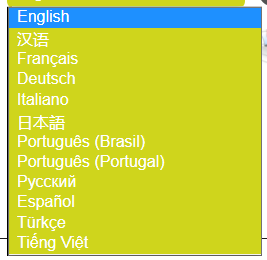 English
汉语
Français
Deutsch
Italiano
日本語
Português (Brasil)
Português (Portugal)
Русский
Español
Türkçe
Tiếng Việt